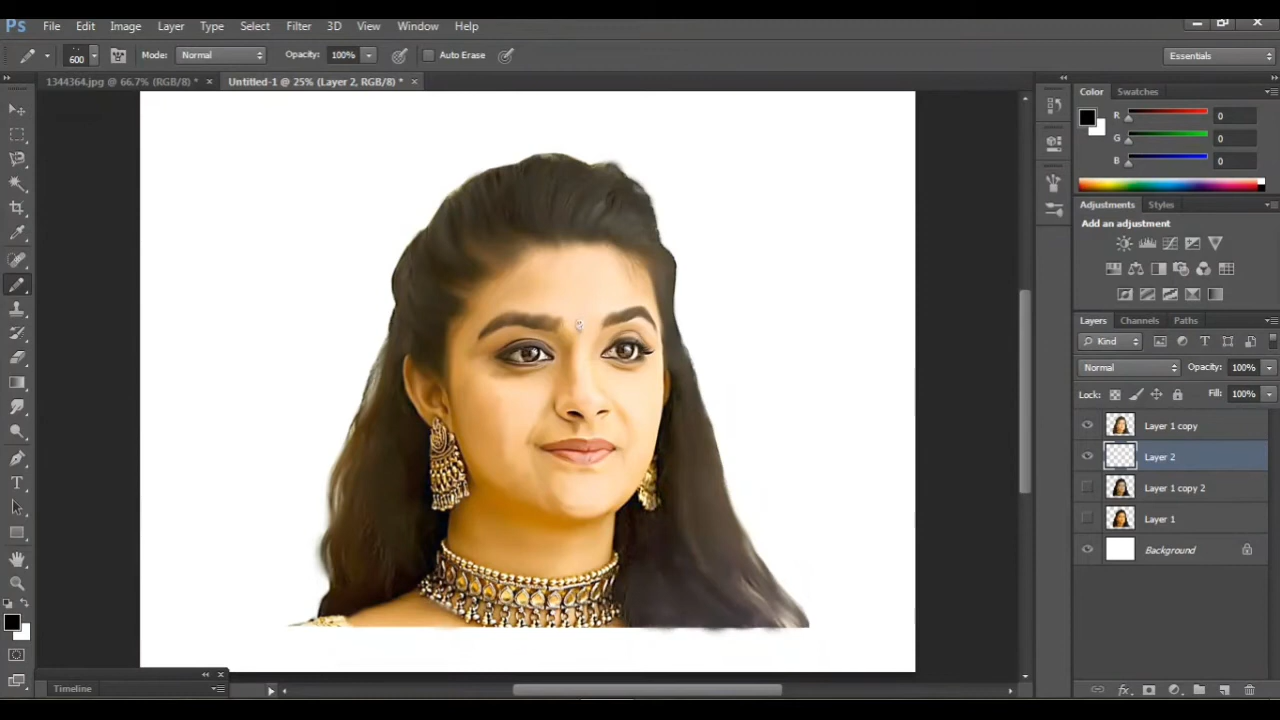 Ps File Edit Image Layer Type Select Filter 3D View Window Help
600 Mode: Normal Opacity: 100% Auto Erase Essentials
1344364.jpg @ 66.7% (RGB/8) * × Untitled-1 @ 25% (Layer 2, RGB/8) * ×
Color Swatches
R 0
G 0
B 0
Adjustments Styles
Add an adjustment
Layers Channels Paths
Kind
Normal Opacity: 100%
Lock: Fill: 100%
Layer 1 copy
Layer 2
Layer 1 copy 2
Layer 1
Background
Timeline